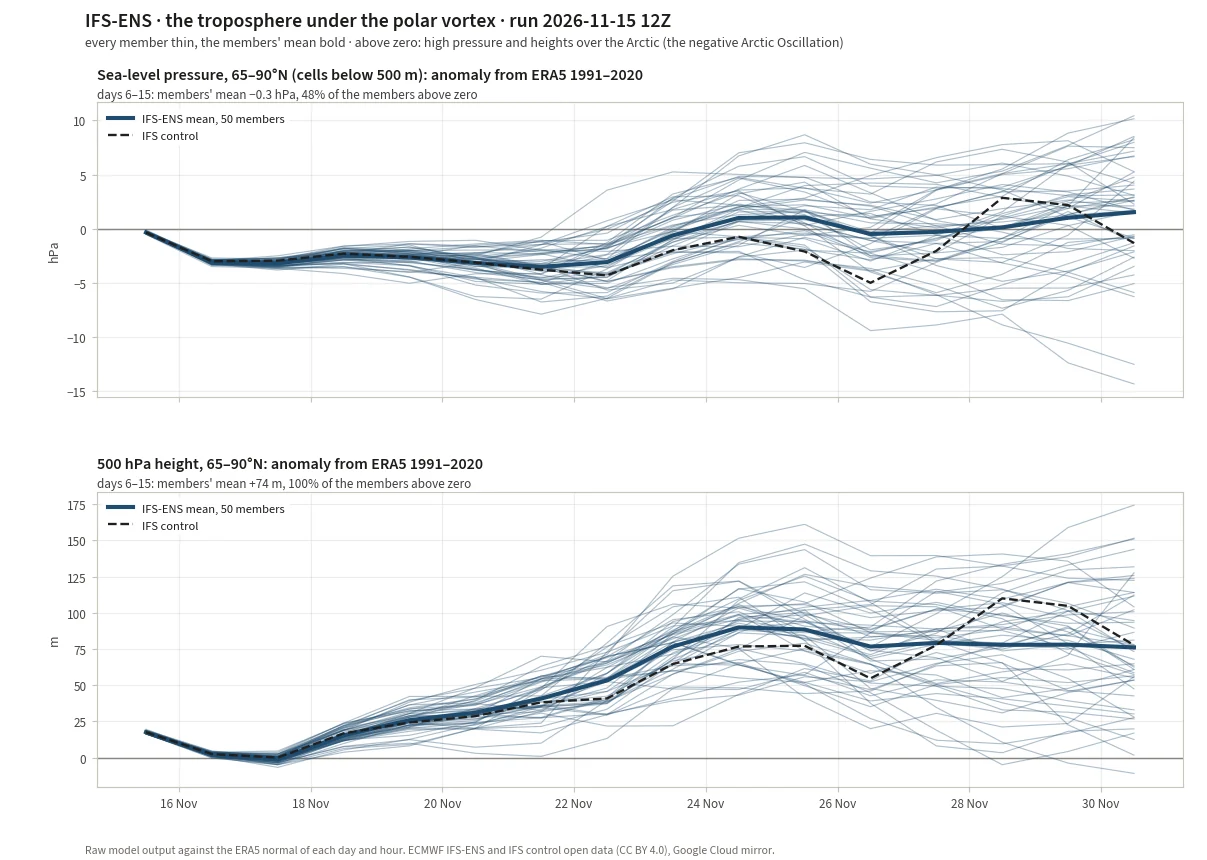 IFS-ENS · the troposphere under the polar vortex · run 2026-11-15 12Z
every member thin, the members' mean bold · above zero: high pressure and heights over the Arctic (the negative Arctic Oscillation)
Sea-level pressure, 65–90°N (cells below 500 m): anomaly from ERA5 1991–2020
days 6–15: members' mean −0.3 hPa, 48% of the members above zero
IFS-ENS mean, 50 members
IFS control
10
5
0
−5
−10
−15
hPa
500 hPa height, 65–90°N: anomaly from ERA5 1991–2020
days 6–15: members' mean +74 m, 100% of the members above zero
IFS-ENS mean, 50 members
IFS control
175
150
125
100
75
50
25
0
m
16 Nov 18 Nov 20 Nov 22 Nov 24 Nov 26 Nov 28 Nov 30 Nov
Raw model output against the ERA5 normal of each day and hour. ECMWF IFS-ENS and IFS control open data (CC BY 4.0), Google Cloud mirror.